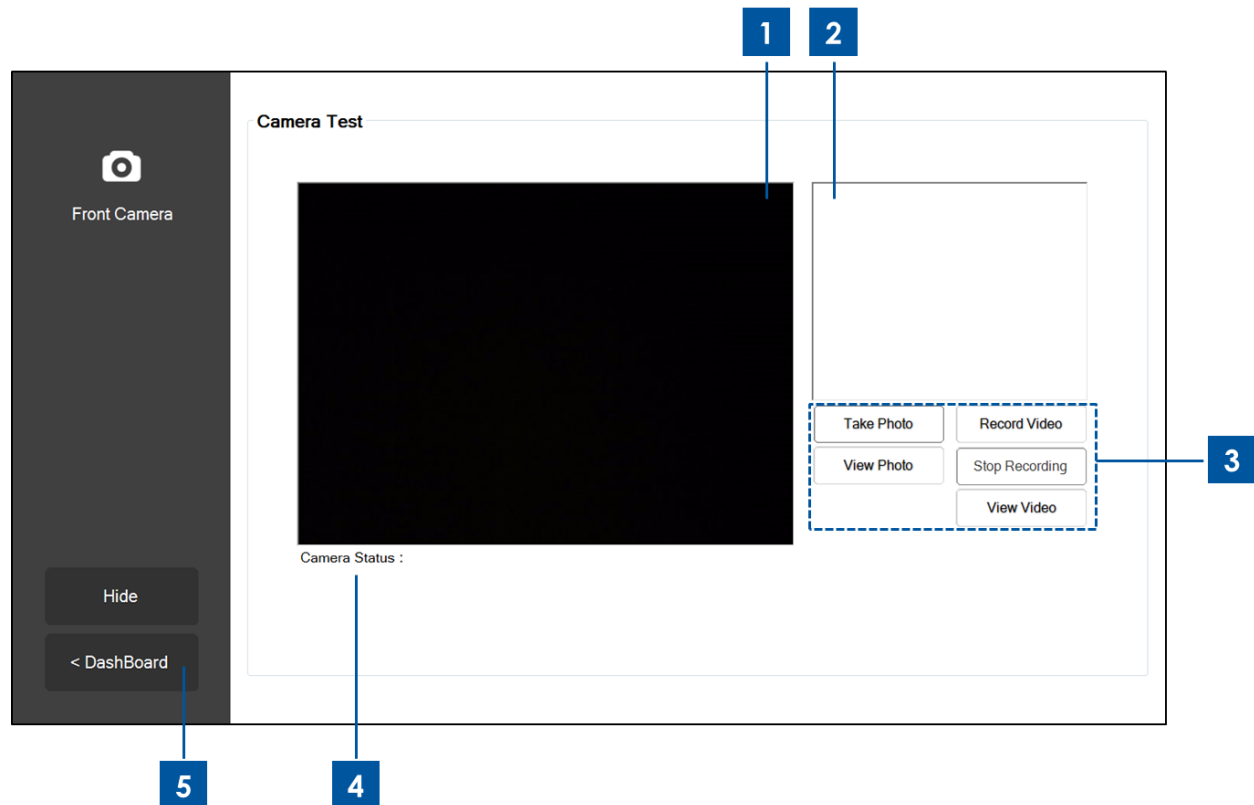 1
2
Camera Test
Front Camera
Take Photo
Record Video
View Photo
Stop Recording
3
View Video
Camera Status :
Hide
< DashBoard
5
4